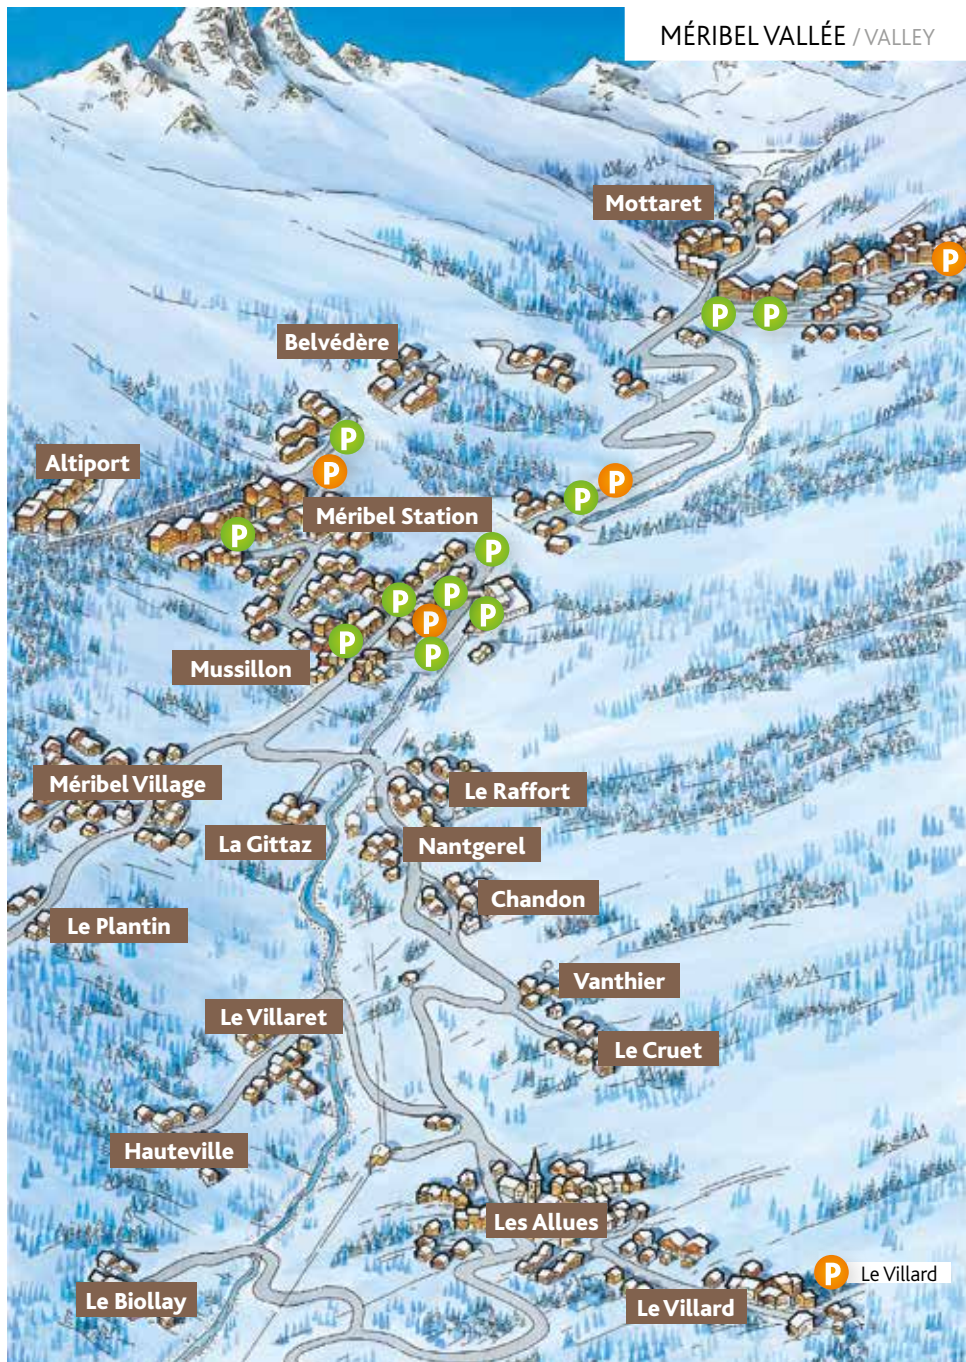 MÉRIBEL VALLÉE / VALLEY
Mottaret
P
P
P
Belvédère
P
Altiport
P
P
P
Méribel Station
P
P
P
P
P
P
P
P
Mussillon
Méribel Village
Le Raffort
La Gittaz
Nantgerel
Chandon
Le Plantin
Vanthier
Le Villaret
Le Cruet
Hauteville
Les Allues
P Le Villard
Le Biollay
Le Villard